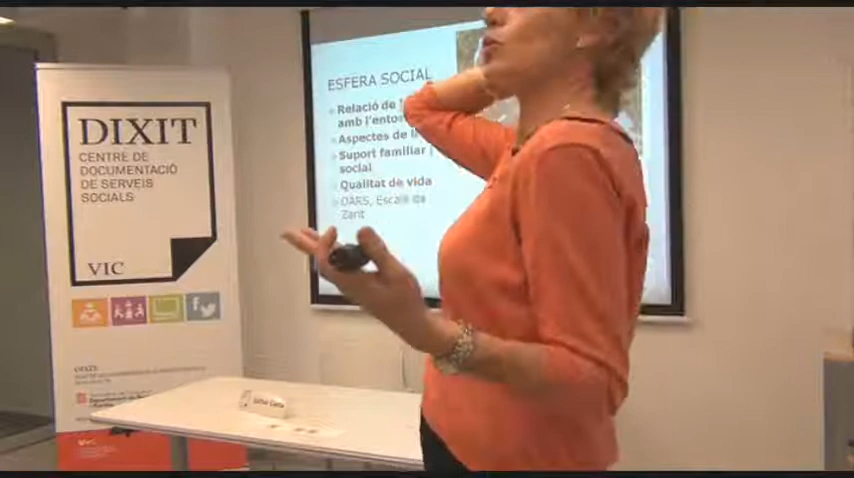 DIXIT
CENTRE DE
DOCUMENTACIÓ
DE SERVEIS
SOCIALS
VIC
DIXIT
ESFERA SOCIAL
Relació de
amb l'entor
Aspectes de
Suport familiar i
social
Qualitat de vida
OARS, Escala de
Zarit